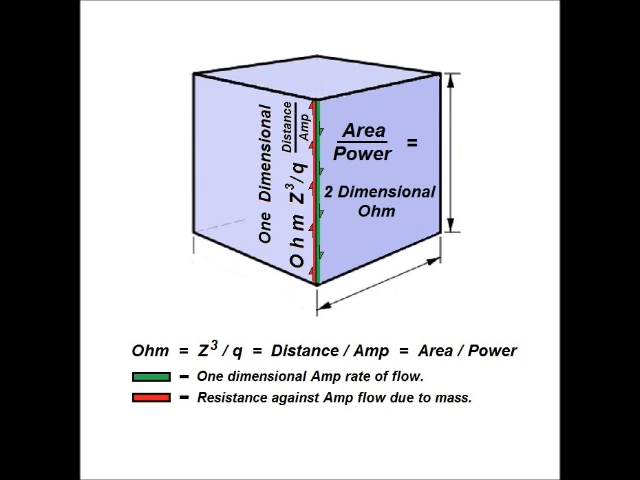 One Dimensional
Ohm Z³/q Distance / Amp
Area / Power =
2 Dimensional
Ohm
Ohm = Z³ / q = Distance / Amp = Area / Power
= One dimensional Amp rate of flow.
= Resistance against Amp flow due to mass.